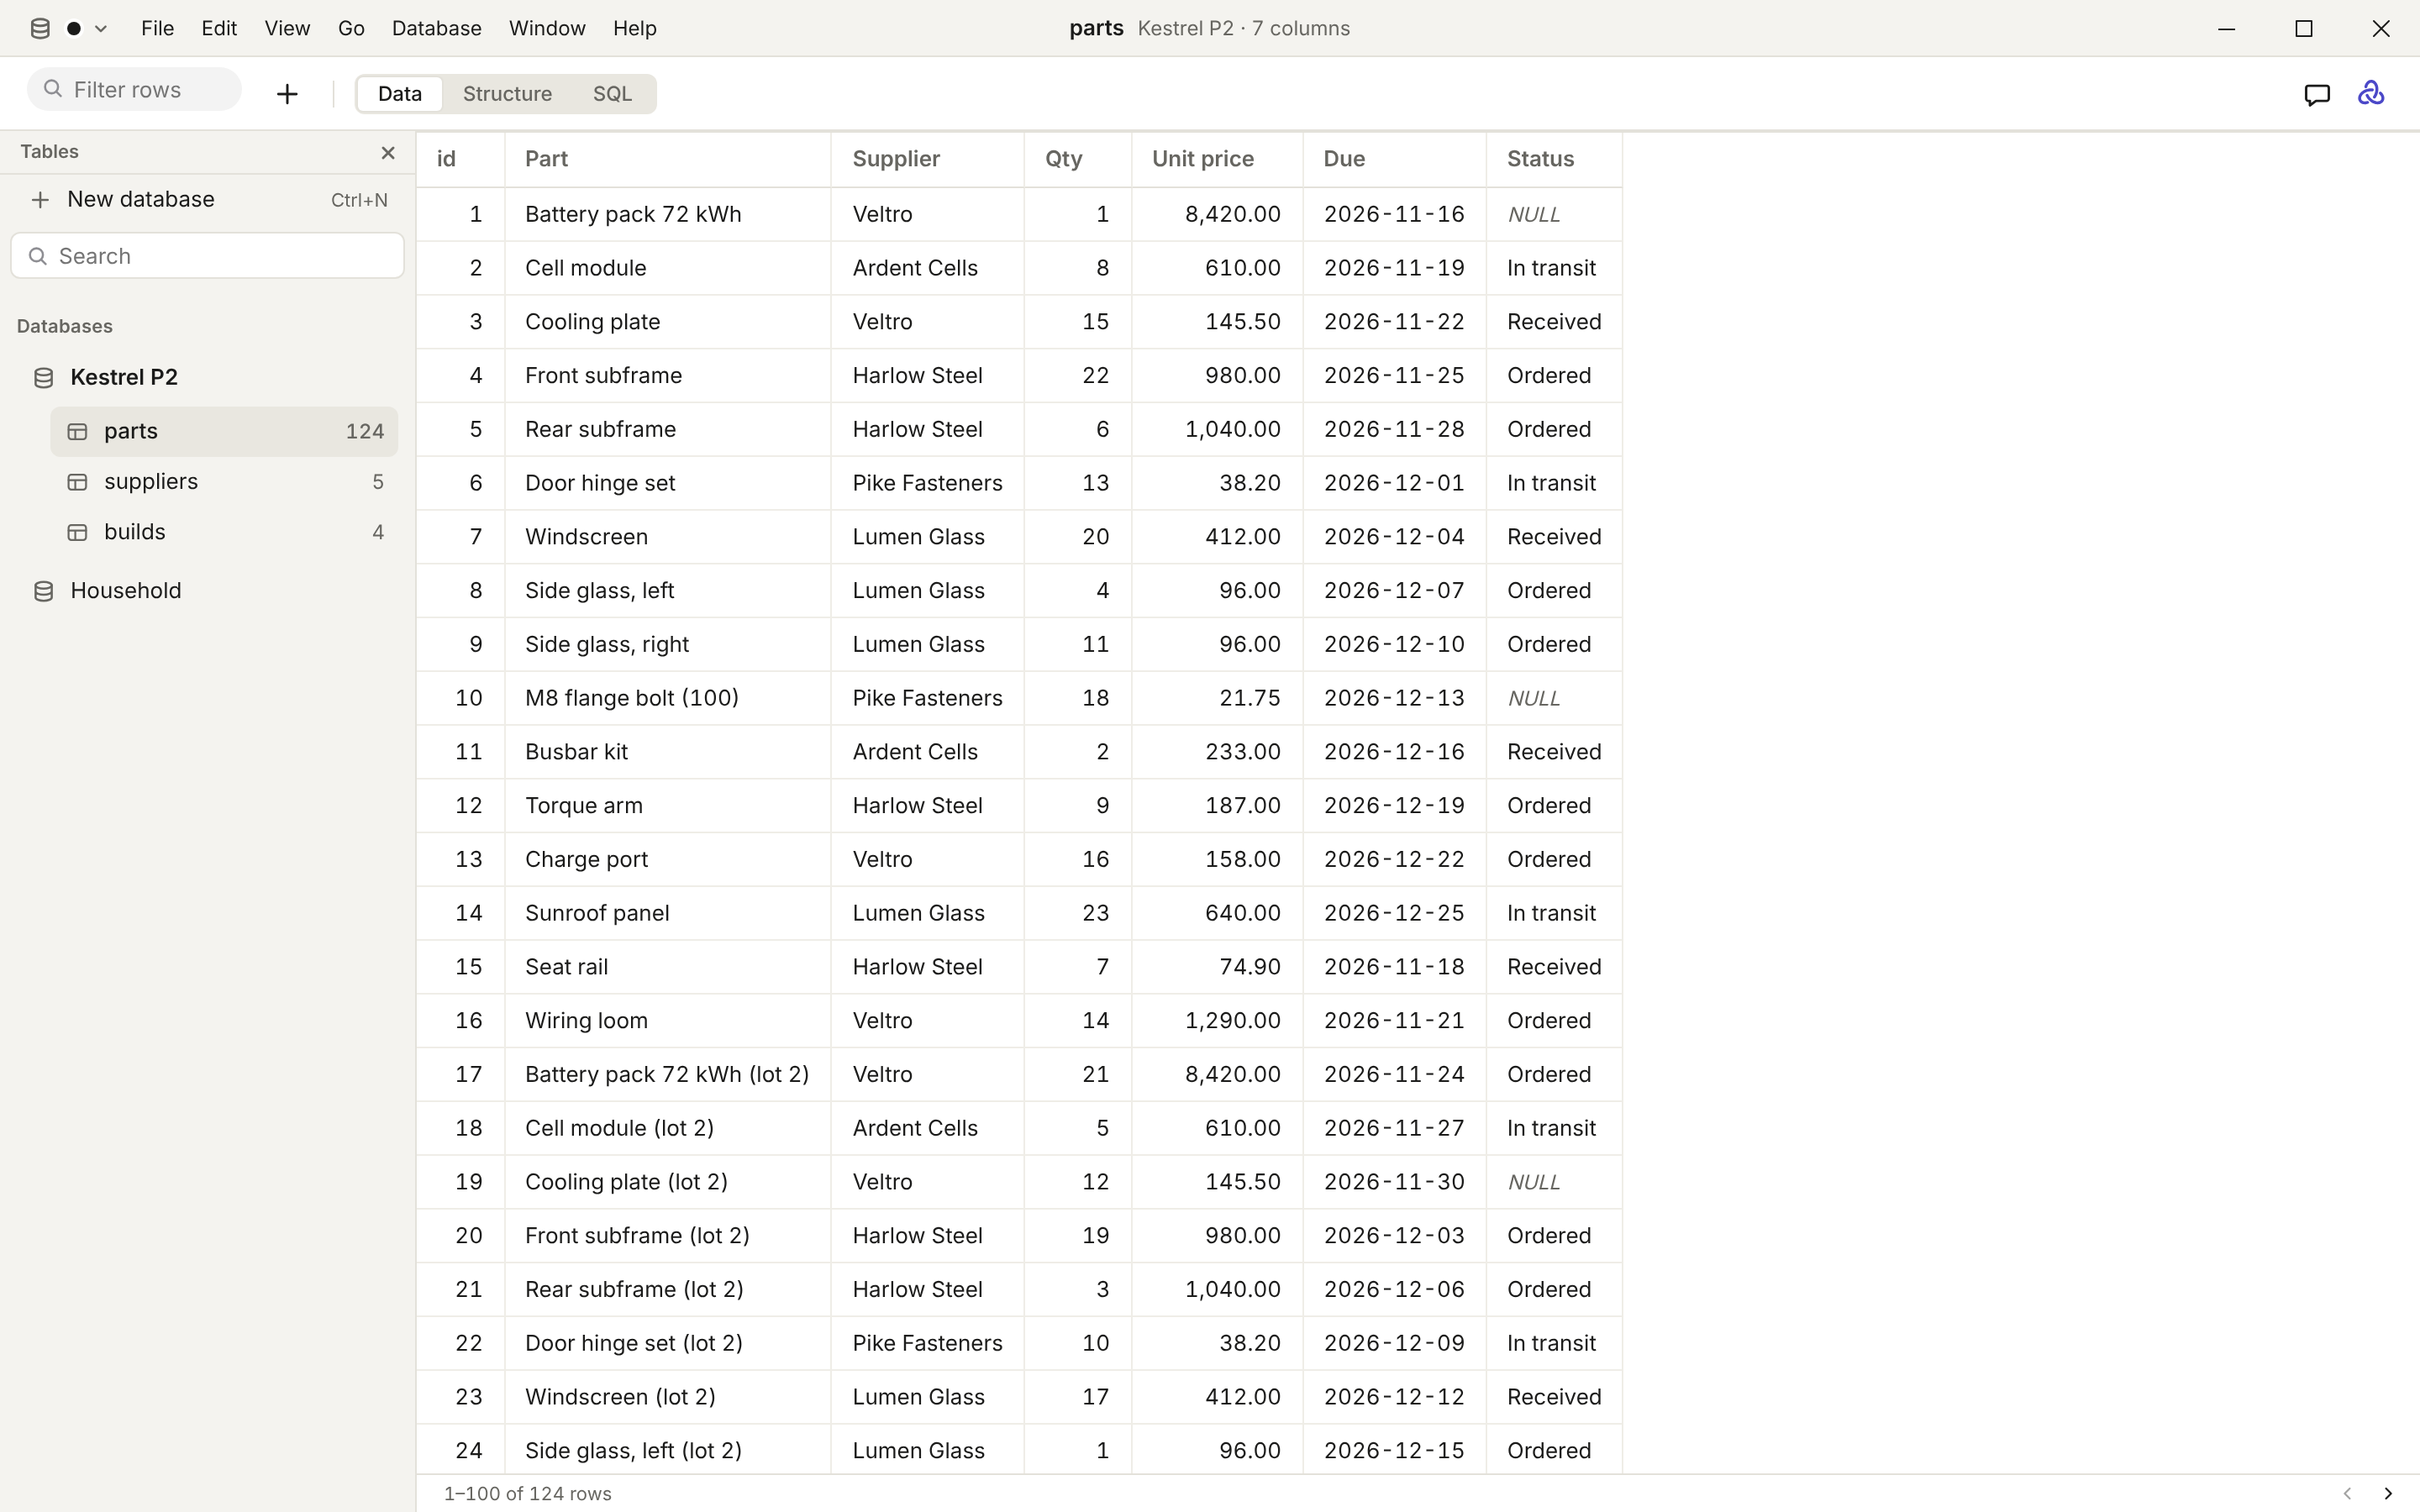 File Edit View Go Database Window Help parts Kestrel P2 · 7 columns
Filter rows Data Structure SQL
Tables
New database Ctrl+N
Search
Databases
Kestrel P2
parts 124
suppliers 5
builds 4
Household
id Part Supplier Qty Unit price Due Status
1 Battery pack 72 kWh Veltro 1 8,420.00 2026-11-16 NULL
2 Cell module Ardent Cells 8 610.00 2026-11-19 In transit
3 Cooling plate Veltro 15 145.50 2026-11-22 Received
4 Front subframe Harlow Steel 22 980.00 2026-11-25 Ordered
5 Rear subframe Harlow Steel 6 1,040.00 2026-11-28 Ordered
6 Door hinge set Pike Fasteners 13 38.20 2026-12-01 In transit
7 Windscreen Lumen Glass 20 412.00 2026-12-04 Received
8 Side glass, left Lumen Glass 4 96.00 2026-12-07 Ordered
9 Side glass, right Lumen Glass 11 96.00 2026-12-10 Ordered
10 M8 flange bolt (100) Pike Fasteners 18 21.75 2026-12-13 NULL
11 Busbar kit Ardent Cells 2 233.00 2026-12-16 Received
12 Torque arm Harlow Steel 9 187.00 2026-12-19 Ordered
13 Charge port Veltro 16 158.00 2026-12-22 Ordered
14 Sunroof panel Lumen Glass 23 640.00 2026-12-25 In transit
15 Seat rail Harlow Steel 7 74.90 2026-11-18 Received
16 Wiring loom Veltro 14 1,290.00 2026-11-21 Ordered
17 Battery pack 72 kWh (lot 2) Veltro 21 8,420.00 2026-11-24 Ordered
18 Cell module (lot 2) Ardent Cells 5 610.00 2026-11-27 In transit
19 Cooling plate (lot 2) Veltro 12 145.50 2026-11-30 NULL
20 Front subframe (lot 2) Harlow Steel 19 980.00 2026-12-03 Ordered
21 Rear subframe (lot 2) Harlow Steel 3 1,040.00 2026-12-06 Ordered
22 Door hinge set (lot 2) Pike Fasteners 10 38.20 2026-12-09 In transit
23 Windscreen (lot 2) Lumen Glass 17 412.00 2026-12-12 Received
24 Side glass, left (lot 2) Lumen Glass 1 96.00 2026-12-15 Ordered
1–100 of 124 rows